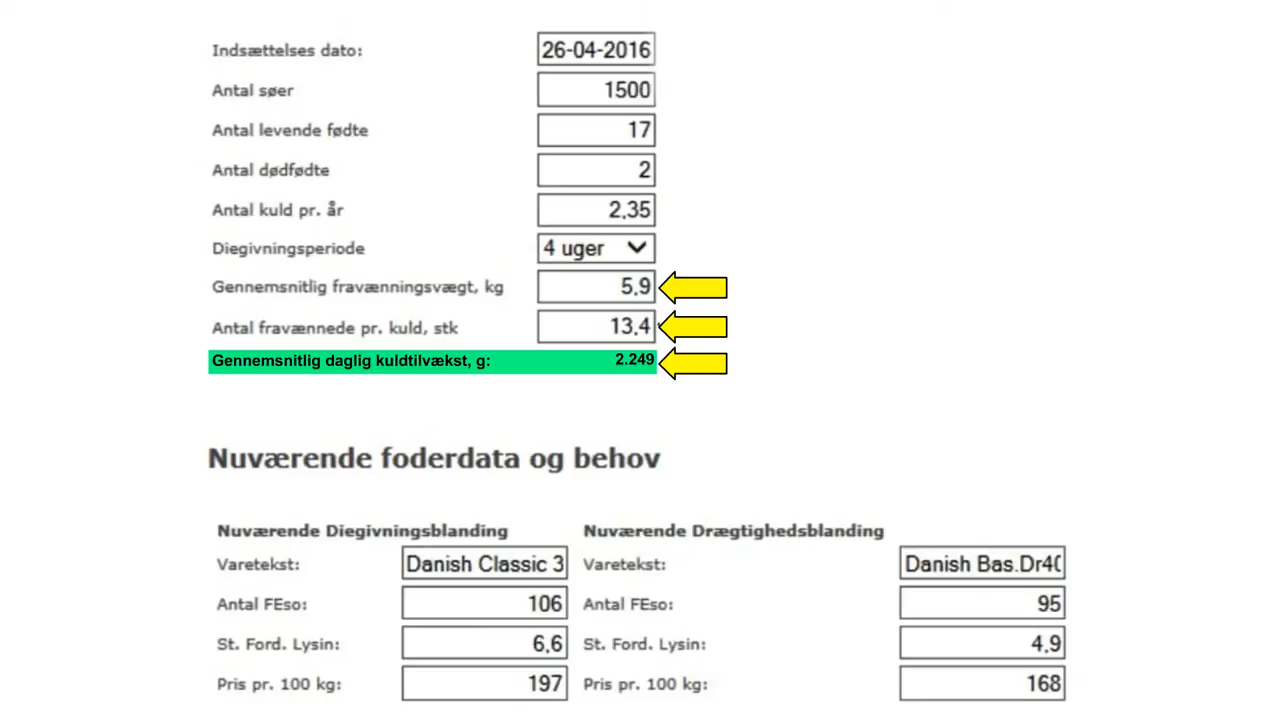 Indsættelses dato: 26-04-2016
Antal søer 1500
Antal levende fødte 17
Antal dødfødte 2
Antal kuld pr. år 2,35
Diegivningsperiode 4 uger
Gennemsnitlig fravænningsvægt, kg 5,9
Antal fravænnede pr. kuld, stk 13,4
Gennemsnitlig daglig kuldtilvækst, g: 2.249
Nuværende foderdata og behov
Nuværende Diegivningsblanding Nuværende Drægtighedsblanding
Varetekst: Danish Classic 3 Varetekst: Danish Bas.Dr40
Antal FEso: 106 Antal FEso: 95
St. Ford. Lysin: 6,6 St. Ford. Lysin: 4,9
Pris pr. 100 kg: 197 Pris pr. 100 kg: 168